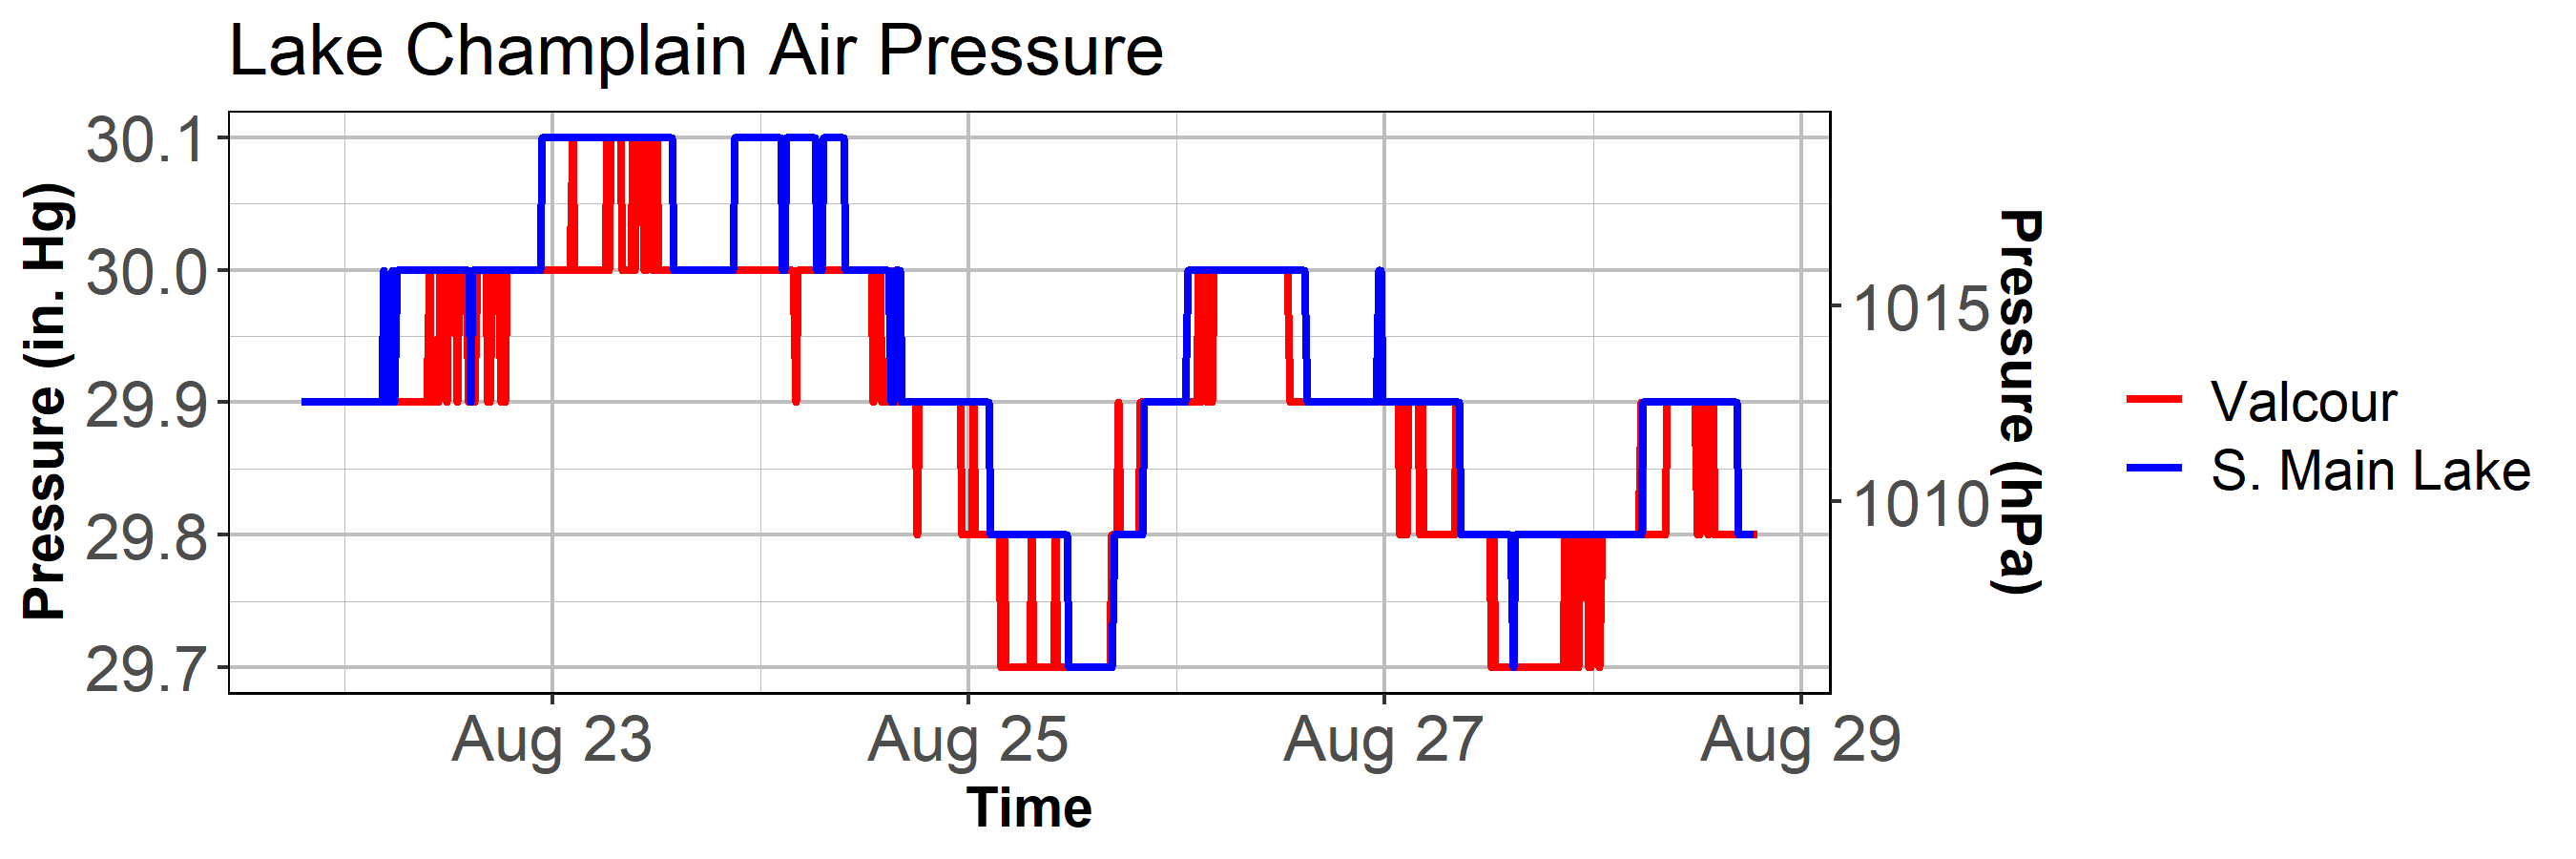 Lake Champlain Air Pressure
30.1
30.0
29.9
29.8
29.7
Pressure (in. Hg)
1015
1010
Pressure (hPa)
Aug 23 Aug 25 Aug 27 Aug 29
Time
Valcour
S. Main Lake